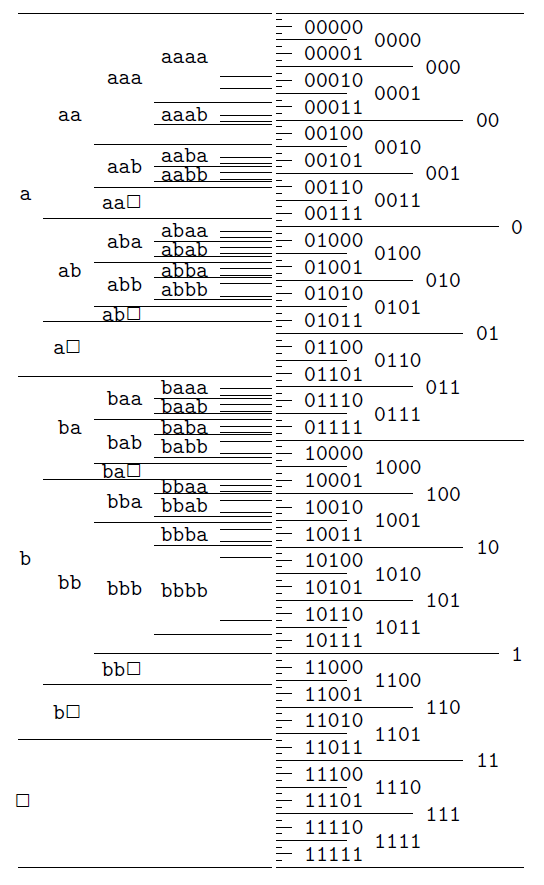 00000
0000
aaaa 00001
000
aaa 00010
0001
00011
aa aaab
00
00100
0010
aaba 00101
aab
aabb 001
00110
a
aa□ 0011
00111
0
abaa
aba 01000
abab 0100
ab abba 01001
010
abb abbb 01010
0101
ab□ 01011
01
a□ 01100
0110
01101
baaa 011
baa 01110
baab 0111
ba baba 01111
bab babb 10000
ba□ 1000
bbaa 10001
100
bba bbab 10010
1001
bbba 10011
10
b 10100
1010
bb bbb bbbb 10101
101
10110
1011
10111
1
bb□ 11000
1100
11001
110
b□ 11010
1101
11011
11
11100
1110
□ 11101
111
11110
1111
11111